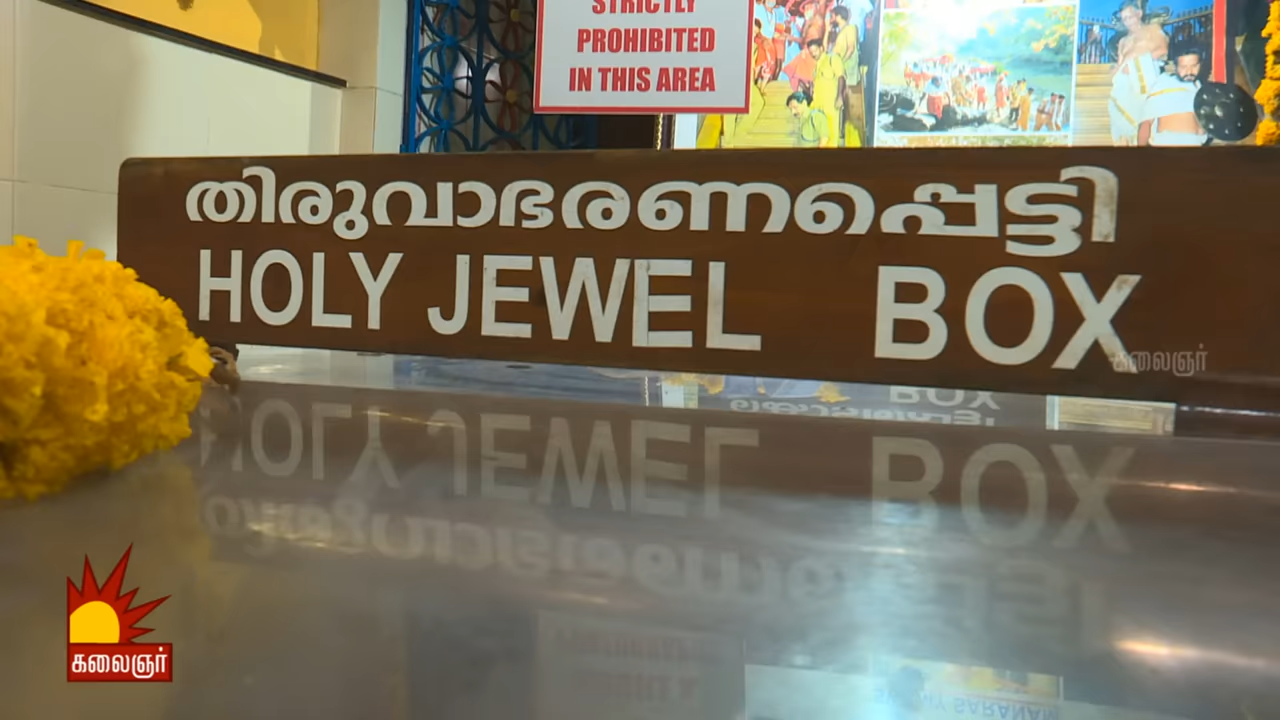 STRICTLY
PROHIBITED
IN THIS AREA
തിരുവാഭരണപ്പെട്ടി
HOLY JEWEL BOX
கலைஞர்
கலைஞர்